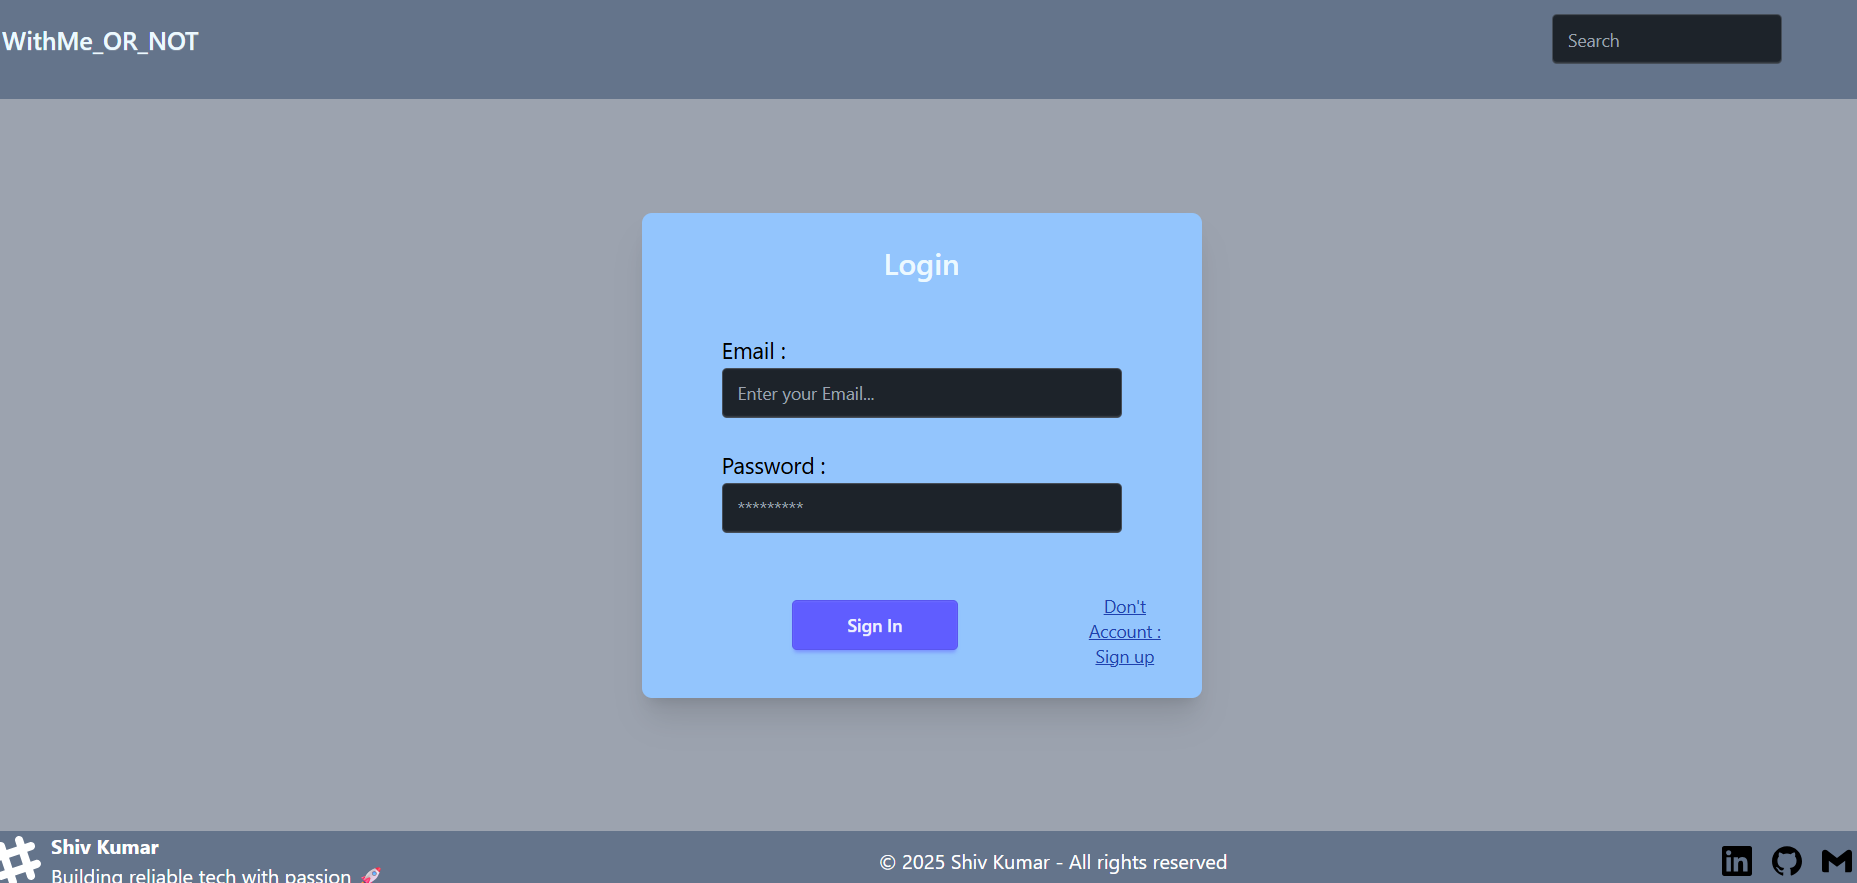 WithMe_OR_NOT
Search
Login
Email :
Enter your Email...
Password :
*********
Sign In
Don't
Account :
Sign up
Shiv Kumar
Building reliable tech with passion 🚀
© 2025 Shiv Kumar - All rights reserved
in